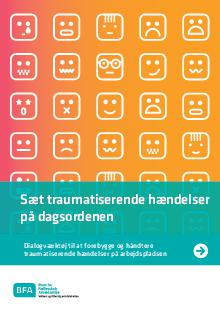 Sæt traumatiserende hændelser
på dagsordenen
Dialogværktøj til at forebygge og håndtere
traumatiserende hændelser på arbejdspladsen
BFA